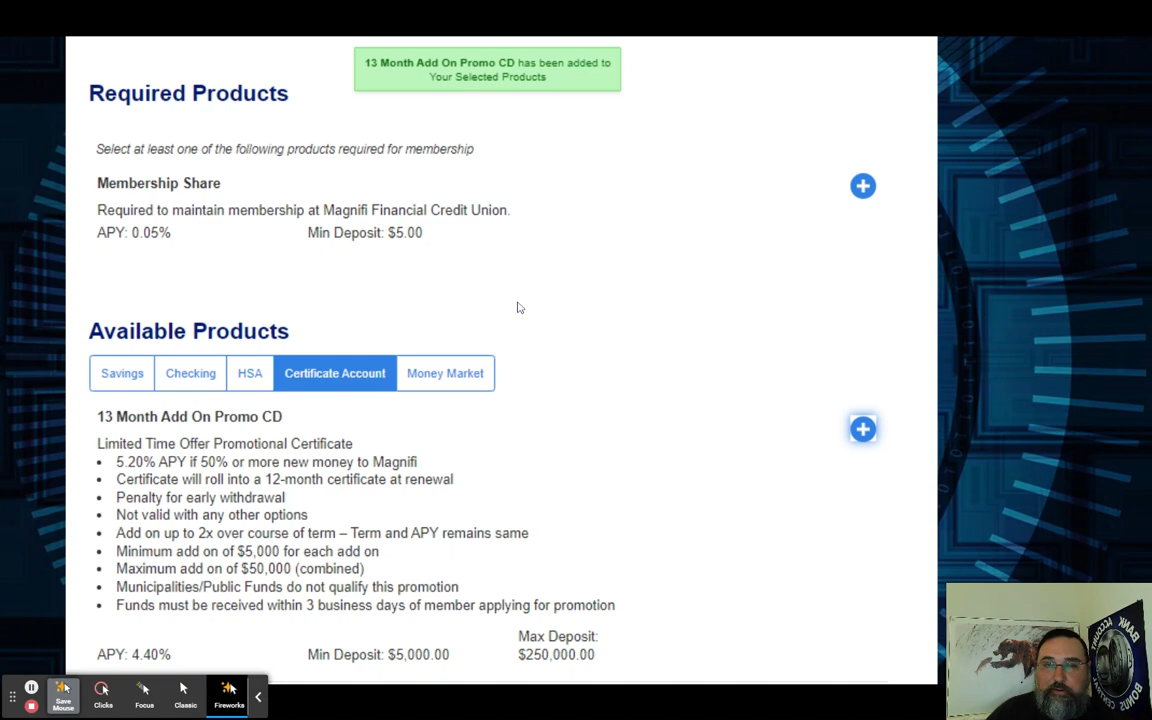 13 Month Add On Promo CD has been added to
Your Selected Products
Required Products
Select at least one of the following products required for membership
Membership Share
Required to maintain membership at Magnifi Financial Credit Union.
APY: 0.05% Min Deposit: $5.00
Available Products
Savings Checking HSA Certificate Account Money Market
13 Month Add On Promo CD
Limited Time Offer Promotional Certificate
• 5.20% APY if 50% or more new money to Magnifi
• Certificate will roll into a 12-month certificate at renewal
• Penalty for early withdrawal
• Not valid with any other options
• Add on up to 2x over course of term – Term and APY remains same
• Minimum add on of $5,000 for each add on
• Maximum add on of $50,000 (combined)
• Municipalities/Public Funds do not qualify this promotion
• Funds must be received within 3 business days of member applying for promotion
Max Deposit:
APY: 4.40% Min Deposit: $5,000.00 $250,000.00
Save
Mouse
Clicks Focus Classic Fireworks
BANK ACCOUNT
BONUS CENTRAL